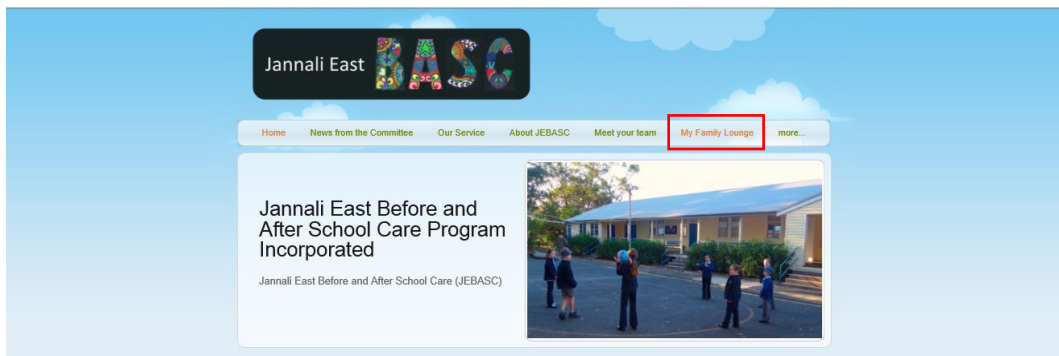 Jannali East BASC
Home News from the Committee Our Service About JEBASC Meet your team My Family Lounge more...
Jannali East Before and
After School Care Program
Incorporated
Jannali East Before and After School Care (JEBASC)